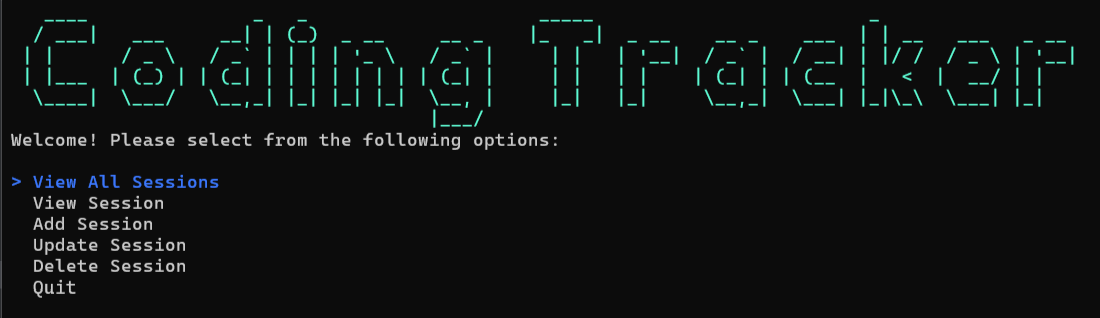 Coding Tracker
Welcome! Please select from the following options:
> View All Sessions
View Session
Add Session
Update Session
Delete Session
Quit